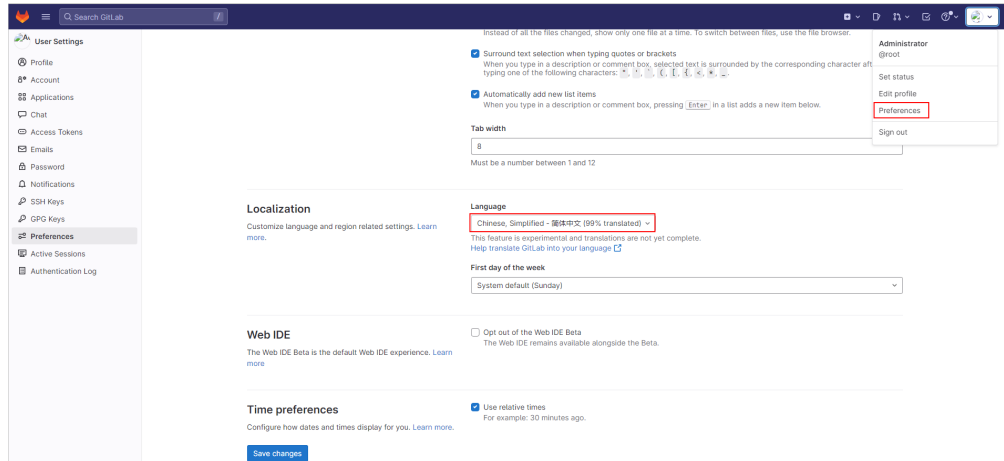 Search GitLab
/
User Settings
Profile
Account
Applications
Chat
Access Tokens
Emails
Password
Notifications
SSH Keys
GPG Keys
Preferences
Active Sessions
Authentication Log
Instead of all the files changed, show only one file at a time. To switch between files, use the file browser.
Surround text selection when typing quotes or brackets
When you type in a description or comment box, selected text is surrounded by the corresponding character aft
typing one of the following characters: ", ', `, (, [, {, <, *, _.
Automatically add new list items
When you type in a description or comment box, pressing Enter in a list adds a new item below.
Tab width
8
Must be a number between 1 and 12
Administrator
@root
Set status
Edit profile
Preferences
Sign out
Localization
Customize language and region related settings. Learn
more.
Language
Chinese, Simplified - 简体中文 (99% translated)
This feature is experimental and translations are not yet complete.
Help translate GitLab into your language
First day of the week
System default (Sunday)
Web IDE
The Web IDE Beta is the default Web IDE experience. Learn
more
Opt out of the Web IDE Beta
The Web IDE remains available alongside the Beta.
Time preferences
Configure how dates and times display for you. Learn more.
Use relative times
For example: 30 minutes ago.
Save changes